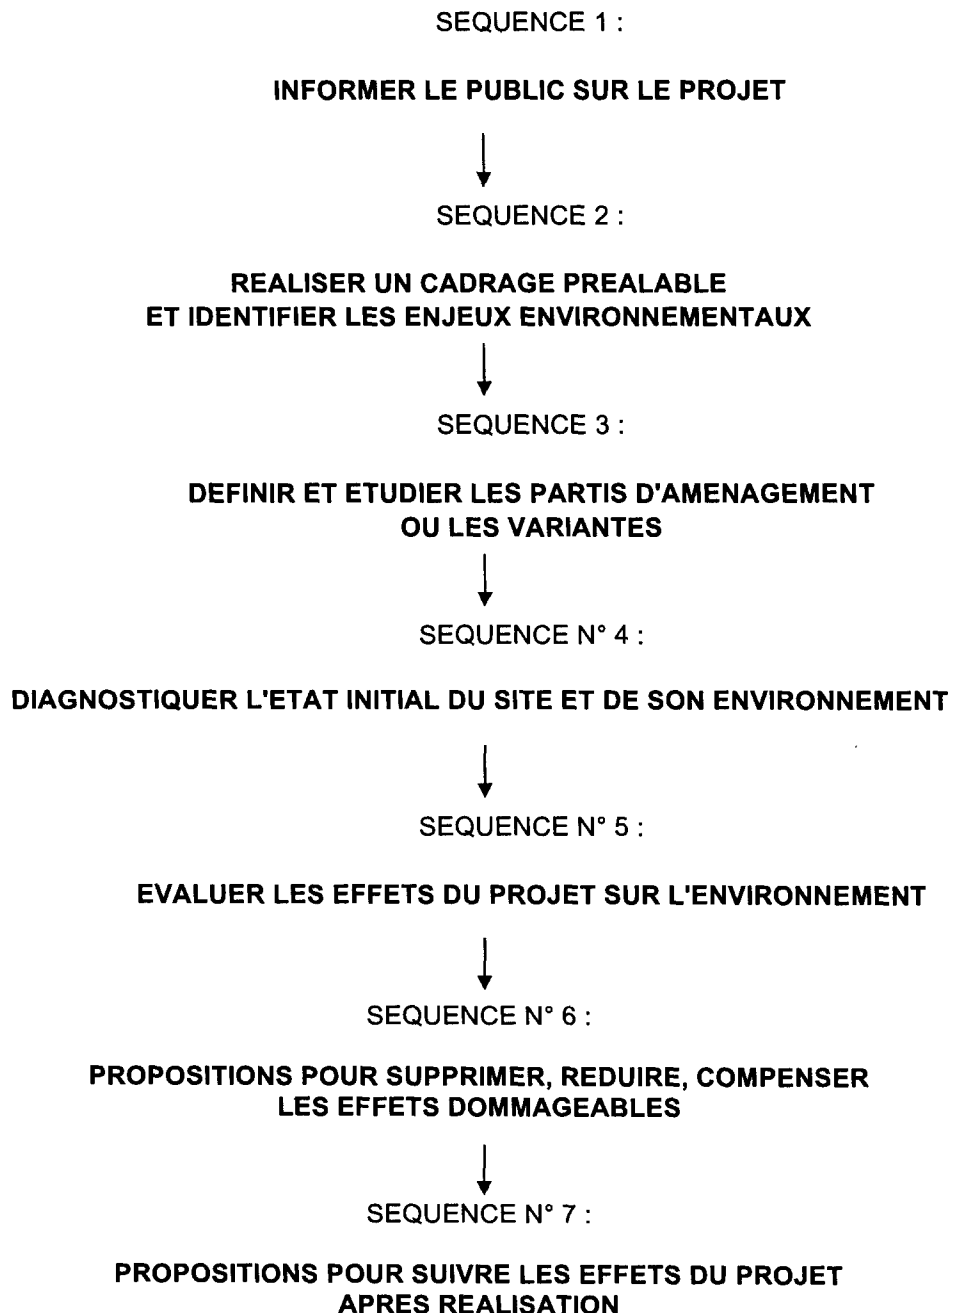 SEQUENCE 1 :
INFORMER LE PUBLIC SUR LE PROJET
SEQUENCE 2 :
REALISER UN CADRAGE PREALABLE
ET IDENTIFIER LES ENJEUX ENVIRONNEMENTAUX
SEQUENCE 3 :
DEFINIR ET ETUDIER LES PARTIS D'AMENAGEMENT
OU LES VARIANTES
SEQUENCE N° 4 :
DIAGNOSTIQUER L'ETAT INITIAL DU SITE ET DE SON ENVIRONNEMENT
SEQUENCE N° 5 :
EVALUER LES EFFETS DU PROJET SUR L'ENVIRONNEMENT
SEQUENCE N° 6 :
PROPOSITIONS POUR SUPPRIMER, REDUIRE, COMPENSER
LES EFFETS DOMMAGEABLES
SEQUENCE N° 7 :
PROPOSITIONS POUR SUIVRE LES EFFETS DU PROJET
APRES REALISATION